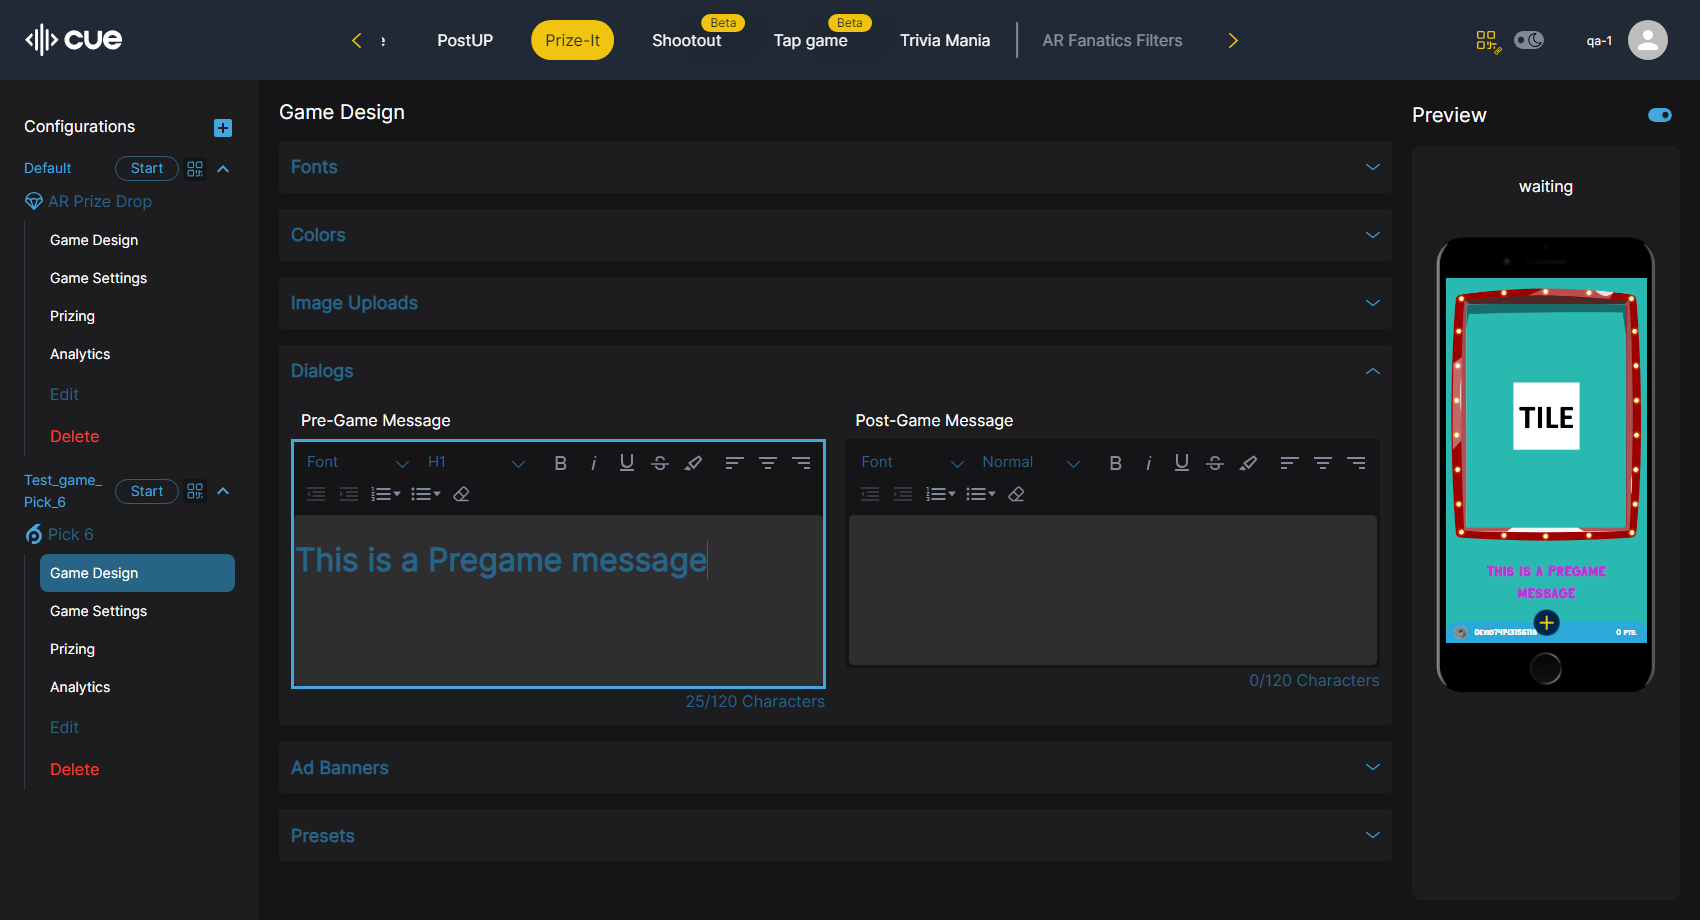 cue
e
PostUP
Prize-It
Shootout
Beta
Tap game
Beta
Trivia Mania
AR Fanatics Filters
qa-1
Configurations
Default
Start
AR Prize Drop
Game Design
Game Settings
Prizing
Analytics
Edit
Delete
Test_game_
Pick_6
Start
Pick 6
Game Design
Game Settings
Prizing
Analytics
Edit
Delete
Game Design
Fonts
Colors
Image Uploads
Dialogs
Pre-Game Message
Font
H1
This is a Pregame message
25/120 Characters
Post-Game Message
Font
Normal
0/120 Characters
Ad Banners
Presets
Preview
waiting
TILE
This is a Pregame
message
0 pts.